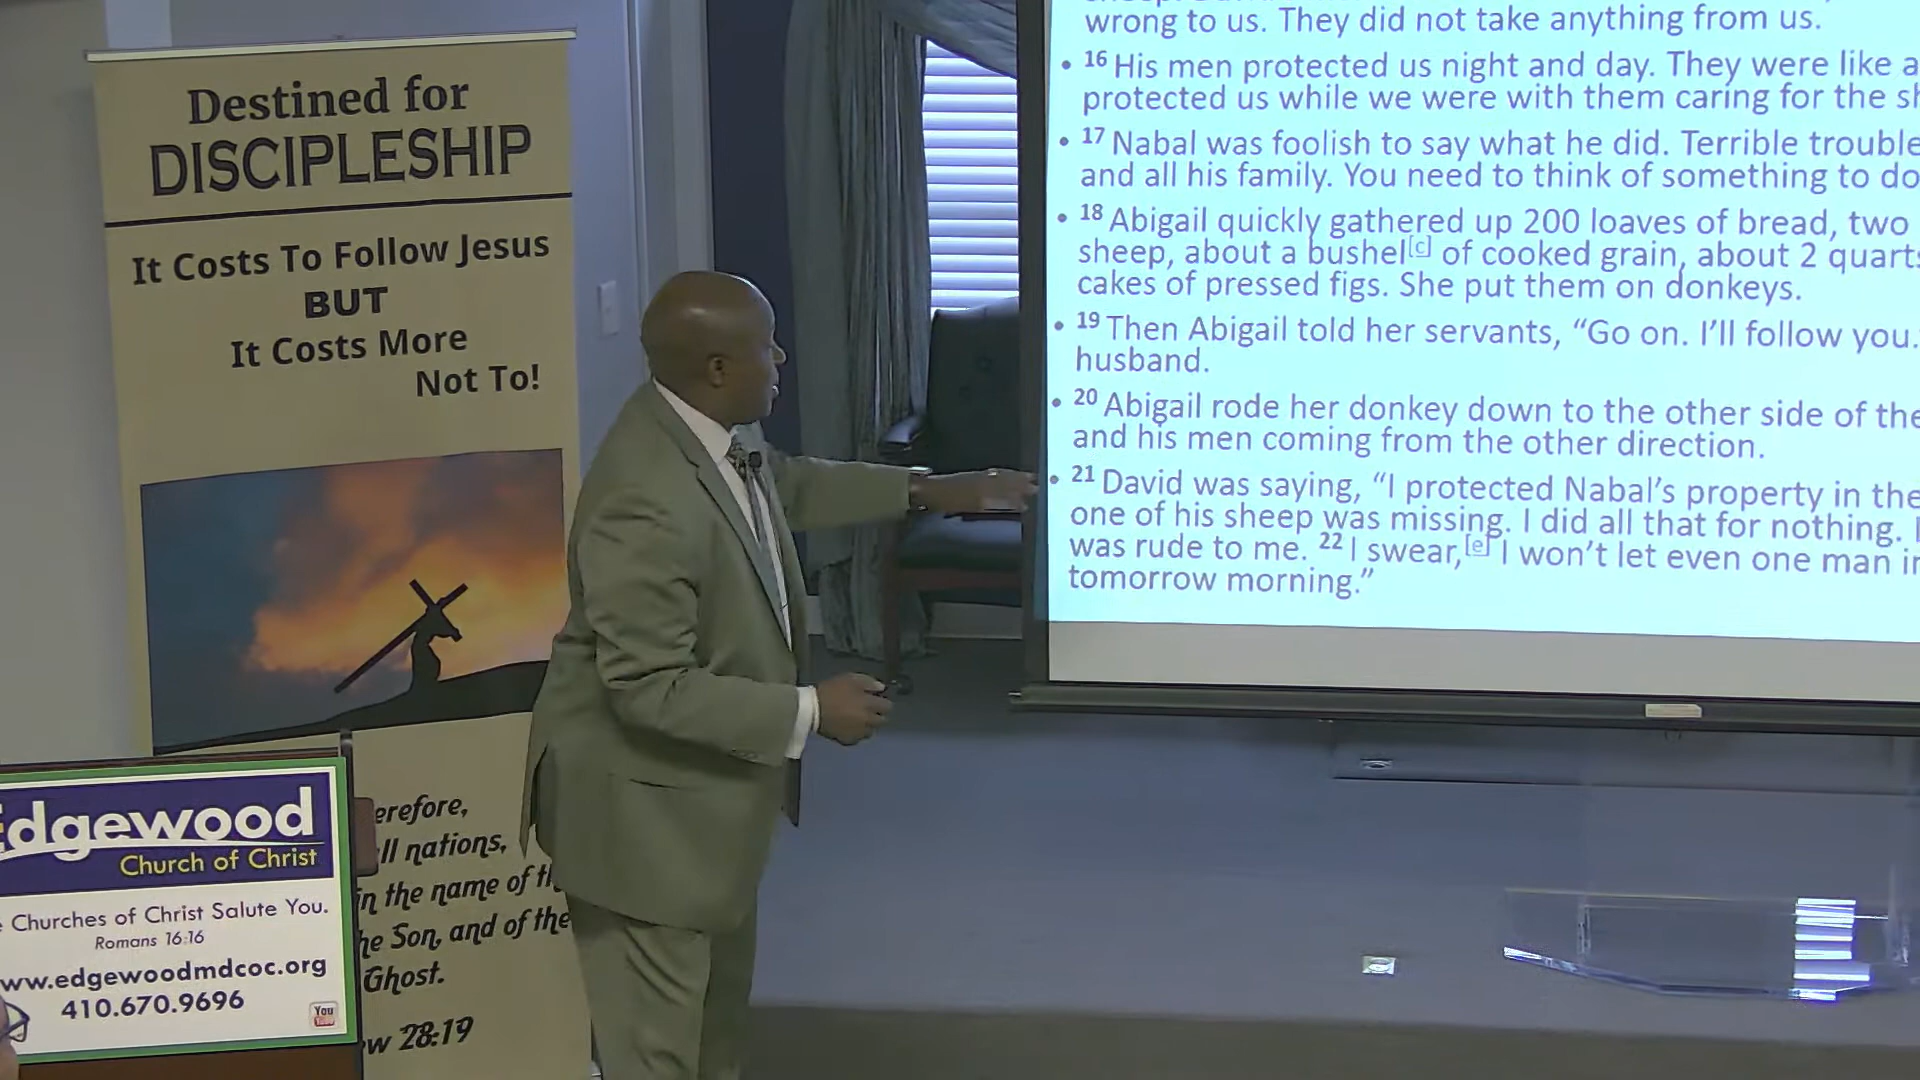 Destined for
DISCIPLESHIP
It Costs To Follow Jesus
BUT
It Costs More
Not To!
erefore,
ll nations,
in the name of
he Son, and of the
Ghost.
w 28:19
Edgewood
Church of Christ
Churches of Christ Salute You.
Romans 16:16
ww.edgewoodmdcoc.org
410.670.9696
You
wrong to us. They did not take anything from us.
• 16 His men protected us night and day. They were like a
protected us while we were with them caring for the sh
• 17 Nabal was foolish to say what he did. Terrible trouble
and all his family. You need to think of something to do
• 18 Abigail quickly gathered up 200 loaves of bread, two
sheep, about a bushel[c] of cooked grain, about 2 quarts
cakes of pressed figs. She put them on donkeys.
• 19 Then Abigail told her servants, “Go on. I’ll follow you.
husband.
• 20 Abigail rode her donkey down to the other side of the
and his men coming from the other direction.
• 21 David was saying, “I protected Nabal’s property in the
one of his sheep was missing. I did all that for nothing. I
was rude to me. 22 I swear,[e] I won’t let even one man in
tomorrow morning.”